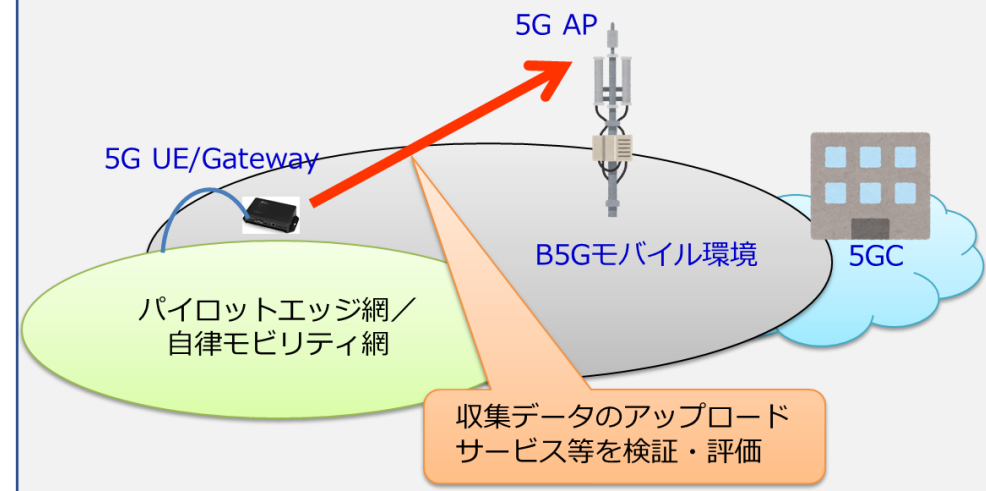 5G AP
5G UE/Gateway
B5Gモバイル環境
5GC
パイロットエッジ網／
自律モビリティ網
収集データのアップロード
サービス等を検証・評価